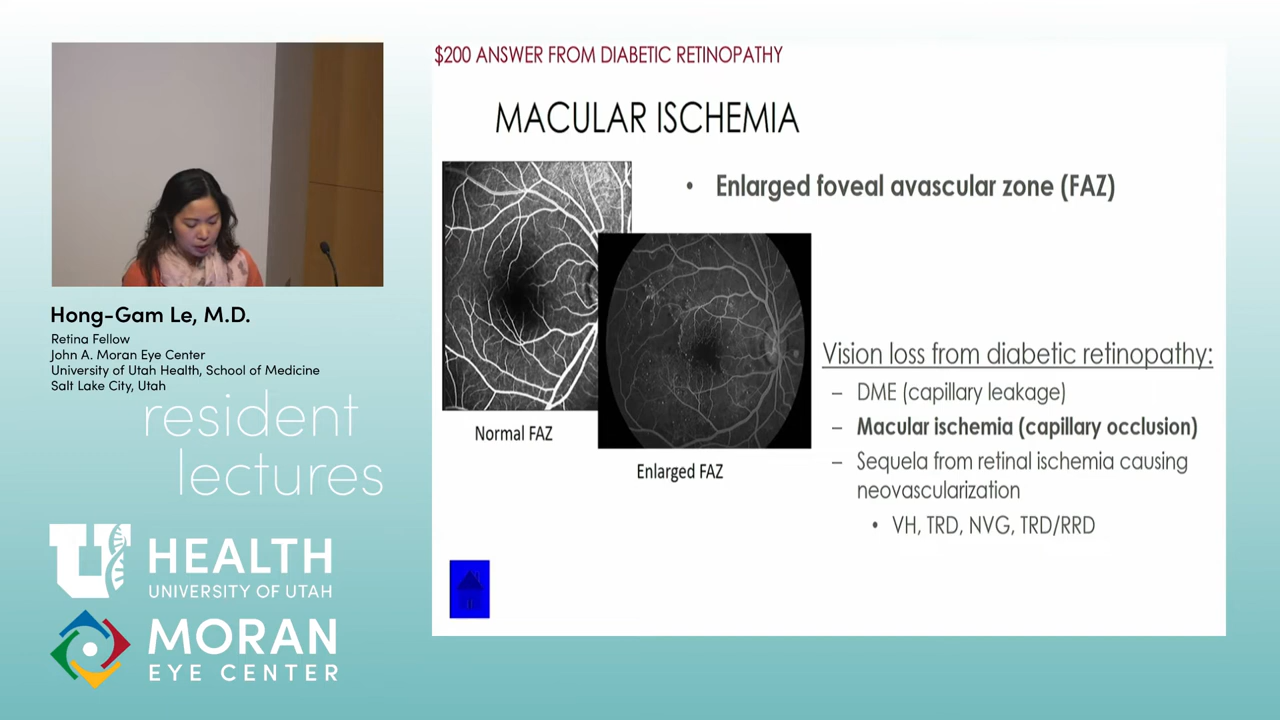 $200 ANSWER FROM DIABETIC RETINOPATHY
MACULAR ISCHEMIA
• Enlarged foveal avascular zone (FAZ)
Normal FAZ
Enlarged FAZ
Vision loss from diabetic retinopathy:
– DME (capillary leakage)
– Macular ischemia (capillary occlusion)
– Sequela from retinal ischemia causing
neovascularization
• VH, TRD, NVG, TRD/RRD
Hong-Gam Le, M.D.
Retina Fellow
John A. Moran Eye Center
University of Utah Health, School of Medicine
Salt Lake City, Utah
resident
lectures
U HEALTH
UNIVERSITY OF UTAH
MORAN
EYE CENTER